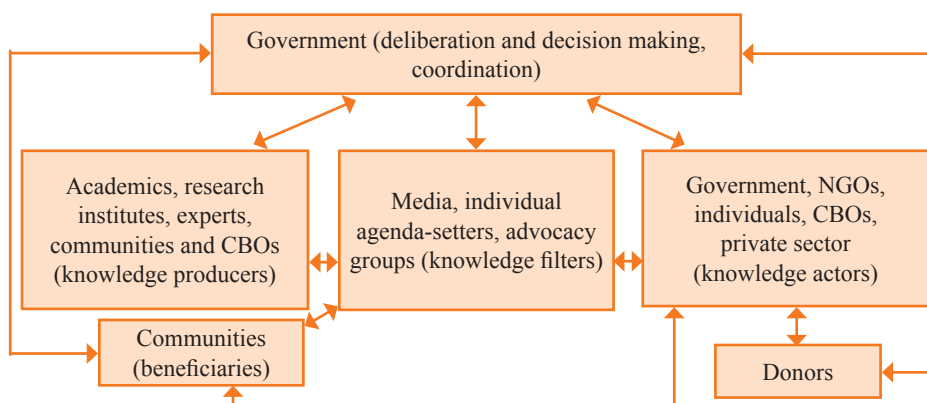 Government (deliberation and decision making,
coordination)
Academics, research
institutes, experts,
communities and CBOs
(knowledge producers)
Media, individual
agenda-setters, advocacy
groups (knowledge filters)
Government, NGOs,
individuals, CBOs,
private sector
(knowledge actors)
Communities
(beneficiaries)
Donors